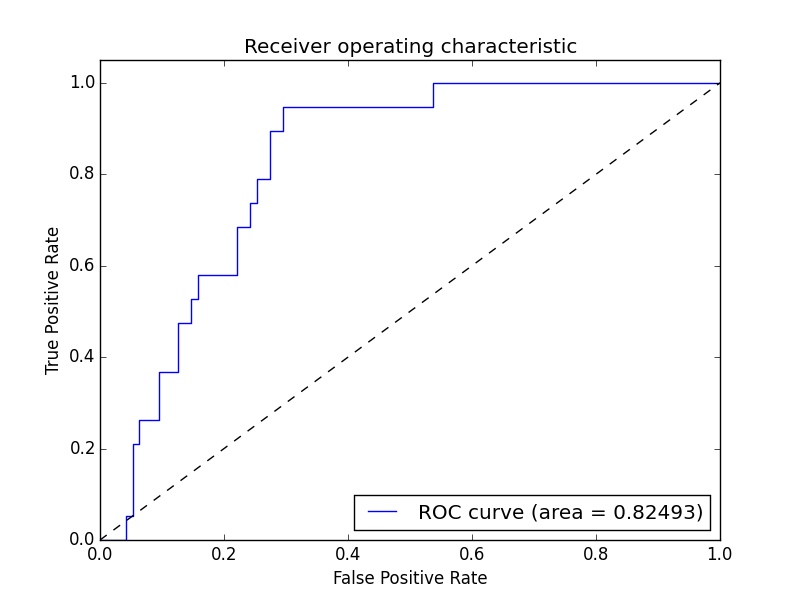 Receiver operating characteristic
1.0
0.8
0.6
0.4
0.2
0.0
True Positive Rate
ROC curve (area = 0.82493)
0.0 0.2 0.4 0.6 0.8 1.0
False Positive Rate